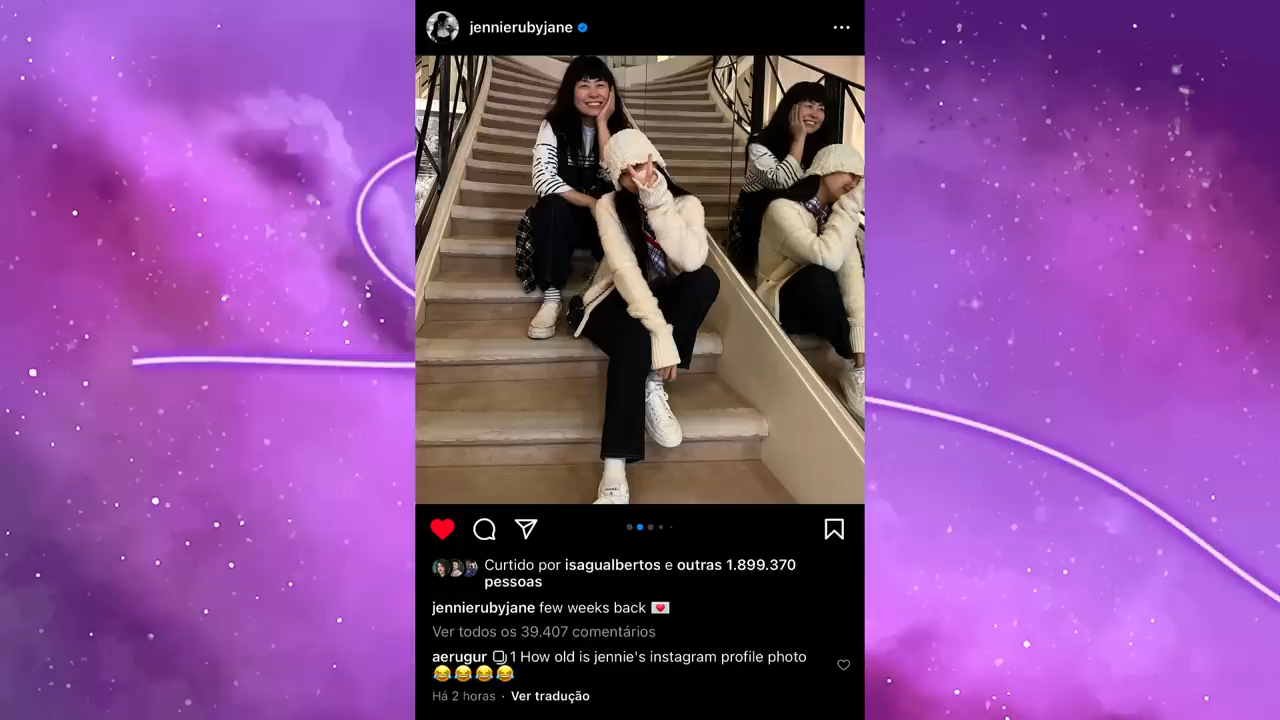 jennierubyjane
Curtido por isagualbertos e outras 1.899.370
pessoas
jennierubyjane few weeks back 💌
Ver todos os 39.407 comentários
aerugur 1 How old is jennie's instagram profile photo
😂😂😂😂
Há 2 horas · Ver tradução